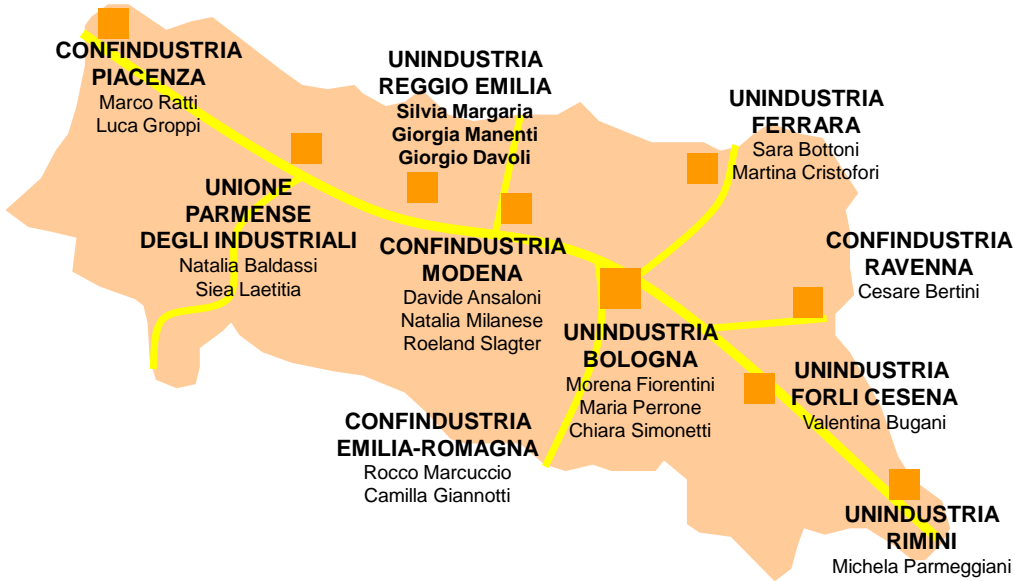 CONFINDUSTRIA
PIACENZA
Marco Ratti
Luca Groppi
UNINDUSTRIA
REGGIO EMILIA
Silvia Margaria
Giorgia Manenti
Giorgio Davoli
UNINDUSTRIA
FERRARA
Sara Bottoni
Martina Cristofori
UNIONE
PARMENSE
DEGLI INDUSTRIALI
Natalia Baldassi
Siea Laetitia
CONFINDUSTRIA
MODENA
Davide Ansaloni
Natalia Milanese
Roeland Slagter
CONFINDUSTRIA
RAVENNA
Cesare Bertini
UNINDUSTRIA
BOLOGNA
Morena Fiorentini
Maria Perrone
Chiara Simonetti
UNINDUSTRIA
FORLI CESENA
Valentina Bugani
CONFINDUSTRIA
EMILIA-ROMAGNA
Rocco Marcuccio
Camilla Giannotti
UNINDUSTRIA
RIMINI
Michela Parmeggiani